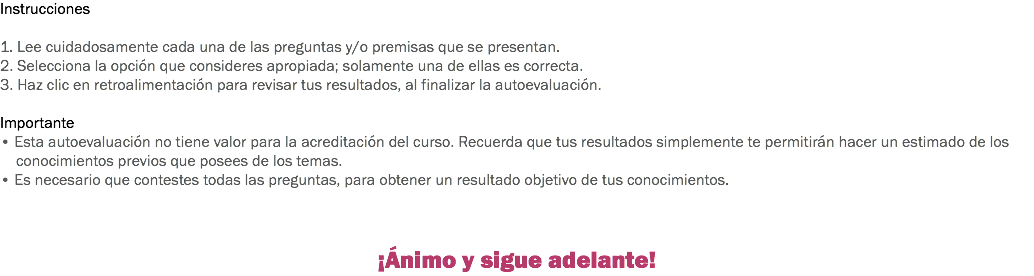 Instrucciones
1. Lee cuidadosamente cada una de las preguntas y/o premisas que se presentan.
2. Selecciona la opción que consideres apropiada; solamente una de ellas es correcta.
3. Haz clic en retroalimentación para revisar tus resultados, al finalizar la autoevaluación.
Importante
• Esta autoevaluación no tiene valor para la acreditación del curso. Recuerda que tus resultados simplemente te permitirán hacer un estimado de los
conocimientos previos que posees de los temas.
• Es necesario que contestes todas las preguntas, para obtener un resultado objetivo de tus conocimientos.
¡Ánimo y sigue adelante!